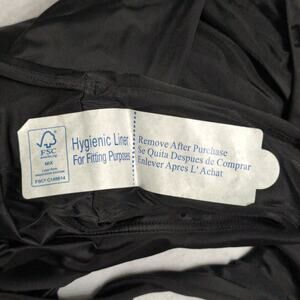 FSC
MIX
FSC® C148614
Hygienic Liner
For Fitting Purposes
Remove After Purchase
Se Quita Despues de Comprar
Enlever Apres L' Achat